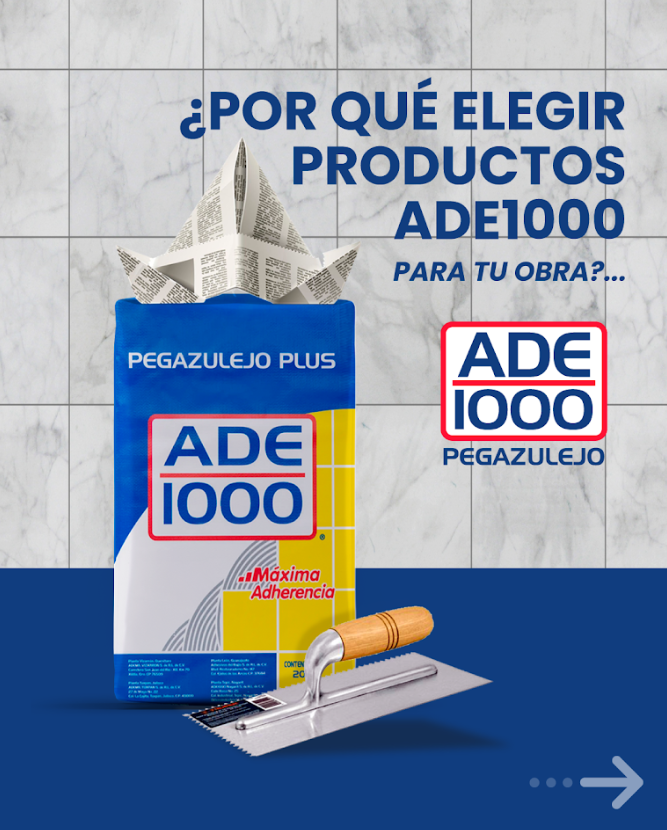 ¿POR QUÉ ELEGIR
PRODUCTOS
ADE1000
PARA TU OBRA?...
PEGAZULEJO PLUS
ADE
1000
®
Máxima
Adherencia
ADE
1000
PEGAZULEJO